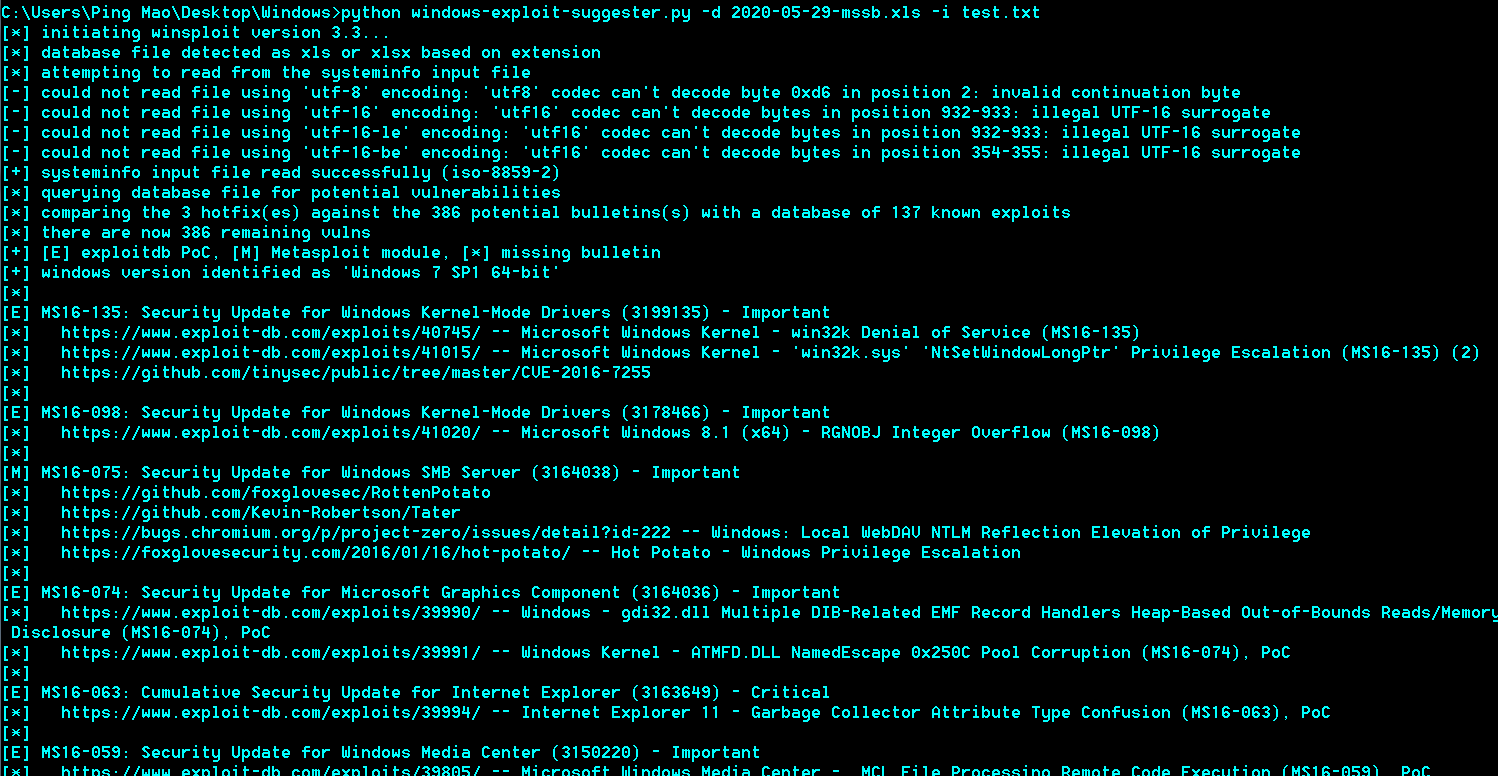 C:\Users\Ping Mao\Desktop\Windows>python windows-exploit-suggester.py -d 2020-05-29-mssb.xls -i test.txt
[*] initiating winsploit version 3.3...
[*] database file detected as xls or xlsx based on extension
[*] attempting to read from the systeminfo input file
[-] could not read file using 'utf-8' encoding: 'utf8' codec can't decode byte 0xd6 in position 2: invalid continuation byte
[-] could not read file using 'utf-16' encoding: 'utf16' codec can't decode bytes in position 932-933: illegal UTF-16 surrogate
[-] could not read file using 'utf-16-le' encoding: 'utf16' codec can't decode bytes in position 932-933: illegal UTF-16 surrogate
[-] could not read file using 'utf-16-be' encoding: 'utf16' codec can't decode bytes in position 354-355: illegal UTF-16 surrogate
[+] systeminfo input file read successfully (iso-8859-2)
[*] querying database file for potential vulnerabilities
[*] comparing the 3 hotfix(es) against the 386 potential bulletins(s) with a database of 137 known exploits
[*] there are now 386 remaining vulns
[+] [E] exploitdb PoC, [M] Metasploit module, [*] missing bulletin
[+] windows version identified as 'Windows 7 SP1 64-bit'
[*]
[E] MS16-135: Security Update for Windows Kernel-Mode Drivers (3199135) - Important
[*]   https://www.exploit-db.com/exploits/40745/ -- Microsoft Windows Kernel - win32k Denial of Service (MS16-135)
[*]   https://www.exploit-db.com/exploits/41015/ -- Microsoft Windows Kernel - 'win32k.sys' 'NtSetWindowLongPtr' Privilege Escalation (MS16-135) (2)
[*]   https://github.com/tinysec/public/tree/master/CVE-2016-7255
[*]
[E] MS16-098: Security Update for Windows Kernel-Mode Drivers (3178466) - Important
[*]   https://www.exploit-db.com/exploits/41020/ -- Microsoft Windows 8.1 (x64) - RGNOBJ Integer Overflow (MS16-098)
[*]
[M] MS16-075: Security Update for Windows SMB Server (3164038) - Important
[*]   https://github.com/foxglovesec/RottenPotato
[*]   https://github.com/Kevin-Robertson/Tater
[*]   https://bugs.chromium.org/p/project-zero/issues/detail?id=222 -- Windows: Local WebDAV NTLM Reflection Elevation of Privilege
[*]   https://foxglovesecurity.com/2016/01/16/hot-potato/ -- Hot Potato - Windows Privilege Escalation
[*]
[E] MS16-074: Security Update for Microsoft Graphics Component (3164036) - Important
[*]   https://www.exploit-db.com/exploits/39990/ -- Windows - gdi32.dll Multiple DIB-Related EMF Record Handlers Heap-Based Out-of-Bounds Reads/Memory
 Disclosure (MS16-074), PoC
[*]   https://www.exploit-db.com/exploits/39991/ -- Windows Kernel - ATMFD.DLL NamedEscape 0x250C Pool Corruption (MS16-074), PoC
[*]
[E] MS16-063: Cumulative Security Update for Internet Explorer (3163649) - Critical
[*]   https://www.exploit-db.com/exploits/39994/ -- Internet Explorer 11 - Garbage Collector Attribute Type Confusion (MS16-063), PoC
[*]
[E] MS16-059: Security Update for Windows Media Center (3150220) - Important
[*]   https://www.exploit-db.com/exploits/39805/ -- Microsoft Windows Media Center - .MCL File Processing Remote Code Execution (MS16-059), PoC